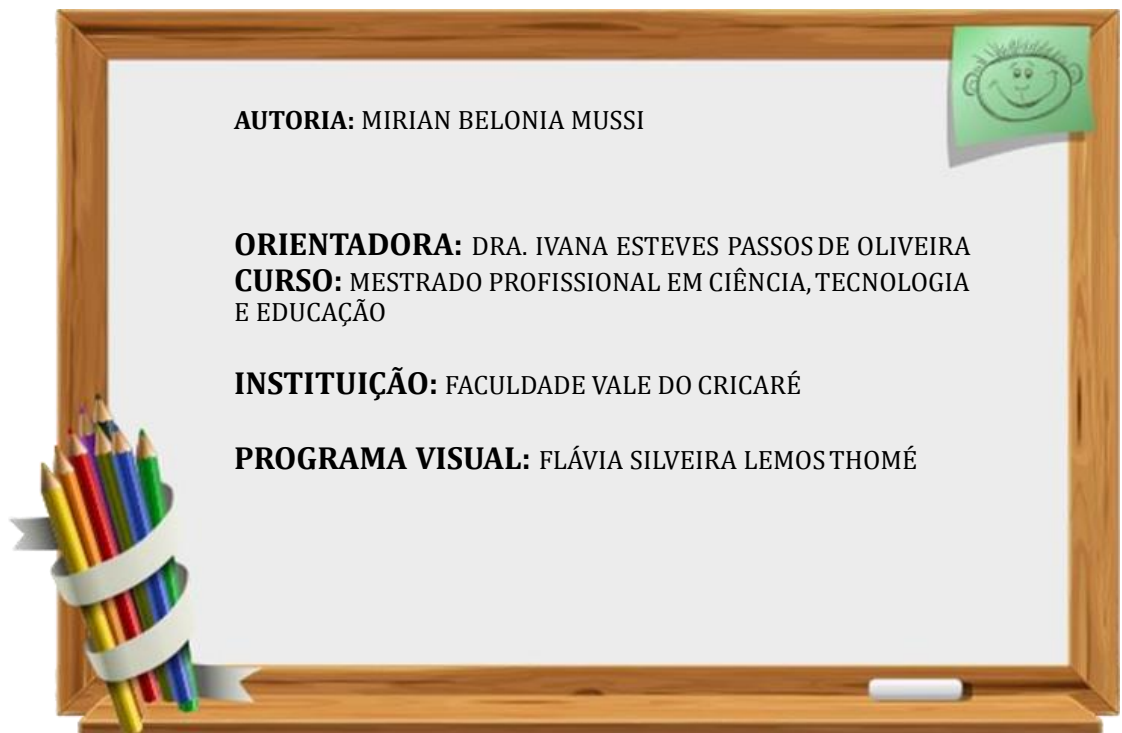 AUTORIA: MIRIAN BELONIA MUSSI
ORIENTADORA: DRA. IVANA ESTEVES PASSOS DE OLIVEIRA
CURSO: MESTRADO PROFISSIONAL EM CIÊNCIA, TECNOLOGIA
E EDUCAÇÃO
INSTITUIÇÃO: FACULDADE VALE DO CRICARÉ
PROGRAMA VISUAL: FLÁVIA SILVEIRA LEMOS THOMÉ